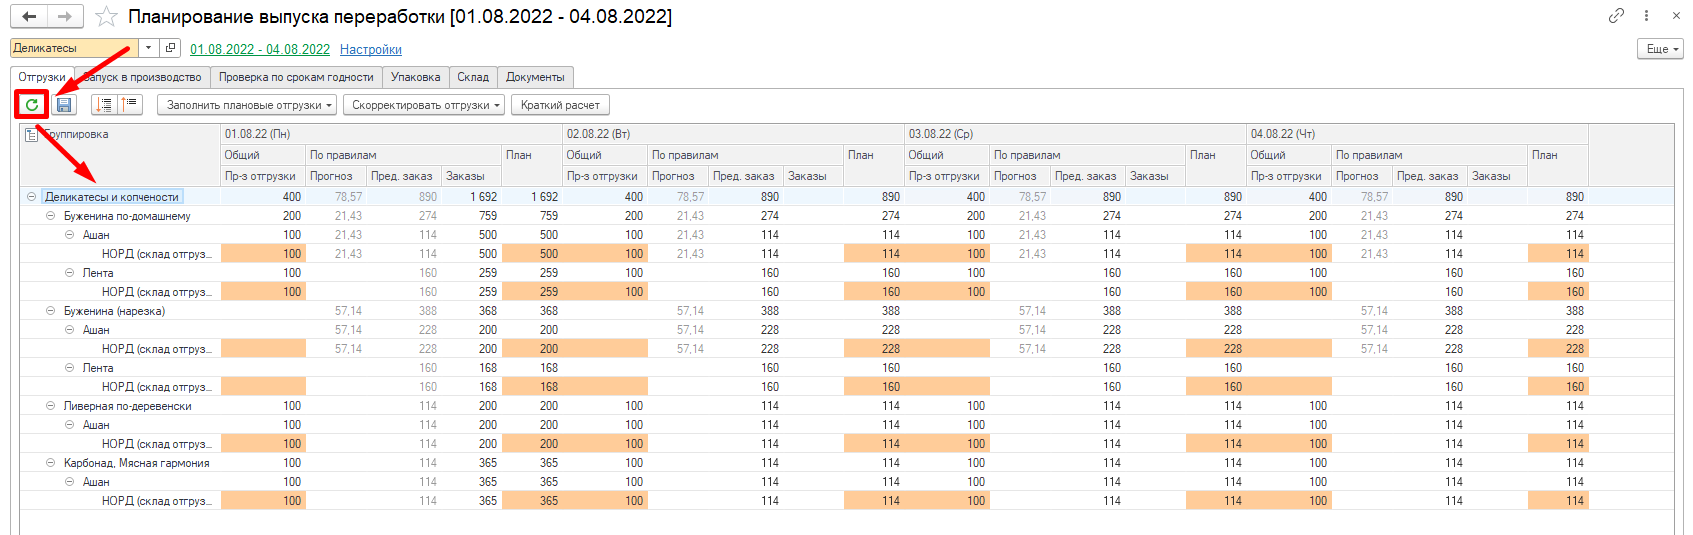 Планирование выпуска переработки [01.08.2022 - 04.08.2022]
Деликатесы 01.08.2022 - 04.08.2022 Настройки Еще
Отгрузки Запуск в производство Проверка по срокам годности Упаковка Склад Документы
Заполнить плановые отгрузки Скорректировать отгрузки Краткий расчет
Группировка 01.08.22 (Пн) 02.08.22 (Вт) 03.08.22 (Ср) 04.08.22 (Чт)
Общий По правилам План Общий По правилам План Общий По правилам План Общий По правилам План
Пр-з отгрузки Прогноз Пред. заказ Заказы Пр-з отгрузки Прогноз Пред. заказ Заказы Пр-з отгрузки Прогноз Пред. заказ Заказы Пр-з отгрузки Прогноз Пред. заказ Заказы
Деликатесы и копчености 400 78,57 890 1 692 1 692 400 78,57 890 890 400 78,57 890 890 400 78,57 890 890
Буженина по-домашнему 200 21,43 274 759 759 200 21,43 274 274 200 21,43 274 274 200 21,43 274 274
Ашан 100 21,43 114 500 500 100 21,43 114 114 100 21,43 114 114 100 21,43 114 114
НОРД (склад отгруз... 100 21,43 114 500 500 100 21,43 114 114 100 21,43 114 114 100 21,43 114 114
Лента 100 160 259 259 100 160 160 100 160 160 100 160 160
НОРД (склад отгруз... 100 160 259 259 100 160 160 100 160 160 100 160 160
Буженина (нарезка) 57,14 388 368 368 57,14 388 388 57,14 388 388 57,14 388 388
Ашан 57,14 228 200 200 57,14 228 228 57,14 228 228 57,14 228 228
НОРД (склад отгруз... 57,14 228 200 200 57,14 228 228 57,14 228 228 57,14 228 228
Лента 160 168 168 160 160 160 160 160 160
НОРД (склад отгруз... 160 168 168 160 160 160 160 160 160
Ливерная по-деревенски 100 114 200 200 100 114 114 100 114 114 100 114 114
Ашан 100 114 200 200 100 114 114 100 114 114 100 114 114
НОРД (склад отгруз... 100 114 200 200 100 114 114 100 114 114 100 114 114
Карбонад, Мясная гармония 100 114 365 365 100 114 114 100 114 114 100 114 114
Ашан 100 114 365 365 100 114 114 100 114 114 100 114 114
НОРД (склад отгруз... 100 114 365 365 100 114 114 100 114 114 100 114 114